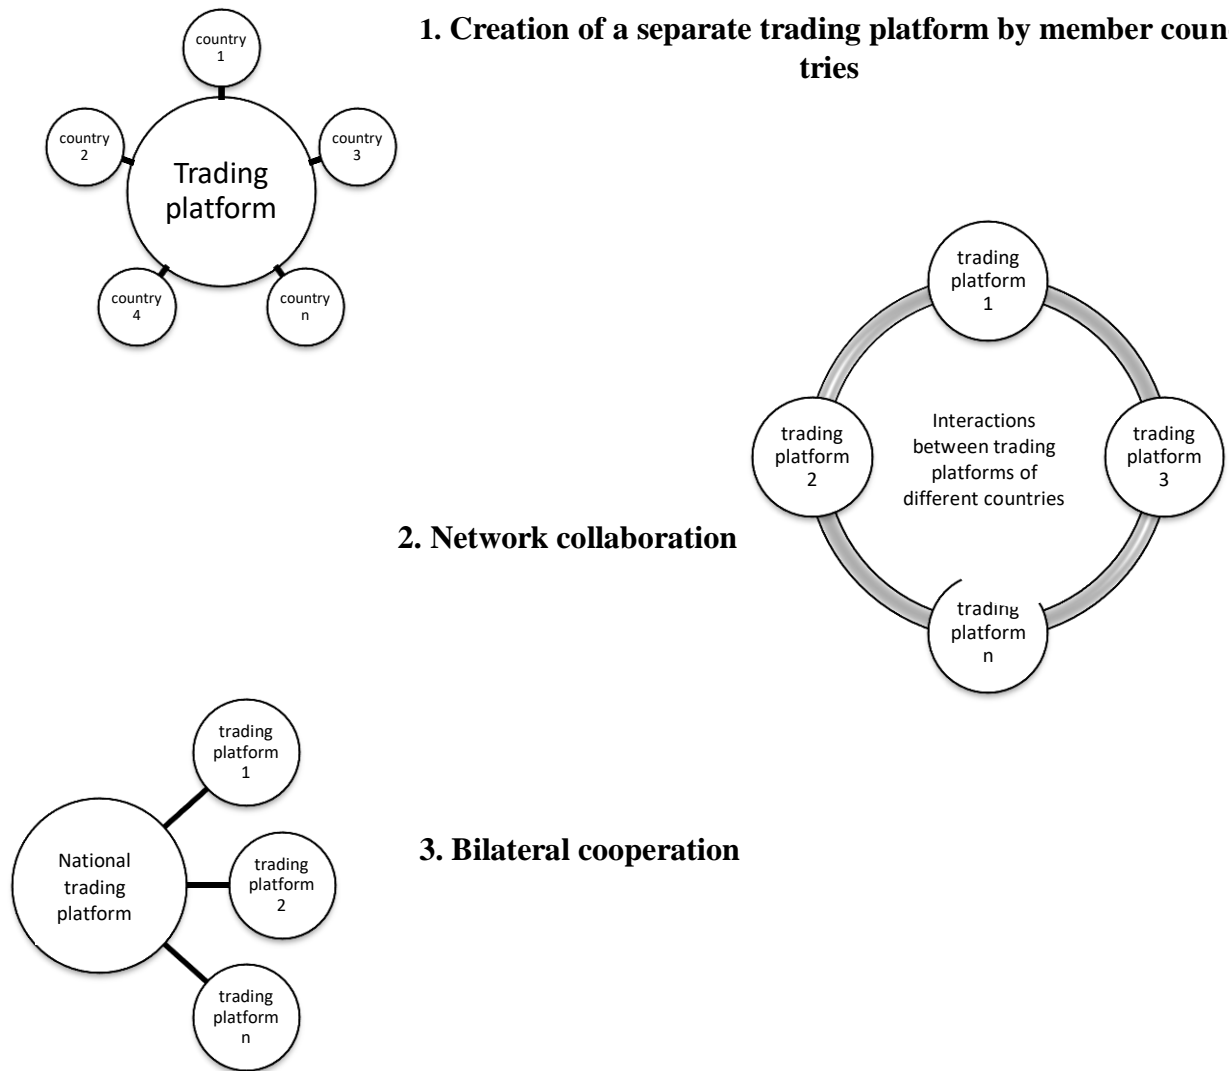 1. Creation of a separate trading platform by member coun
tries
country
1
country
2
country
3
Trading
platform
country
4
country
n
trading
platform
1
trading
platform
2
Interactions
between trading
platforms of
different countries
trading
platform
3
2. Network collaboration
trading
platform
n
trading
platform
1
National
trading
platform
3. Bilateral cooperation
trading
platform
2
trading
platform
n